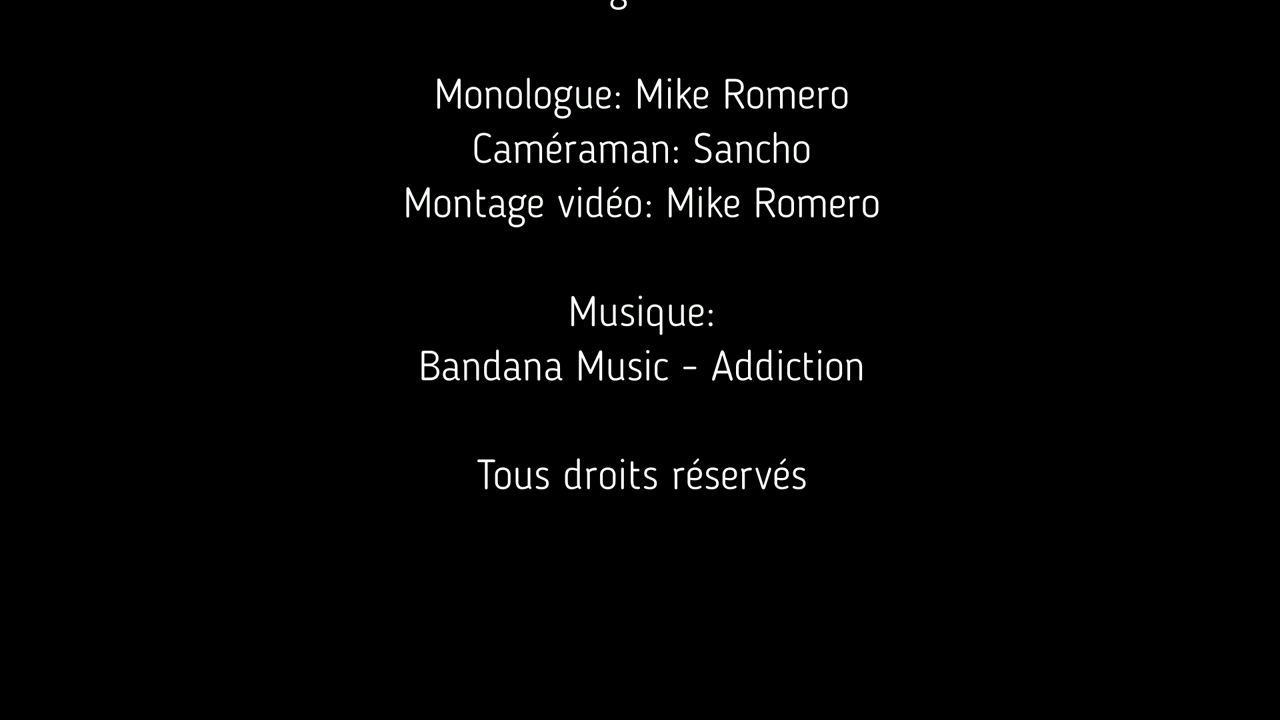 Monologue: Mike Romero
Caméraman: Sancho
Montage vidéo: Mike Romero
Musique:
Bandana Music - Addiction
Tous droits réservés